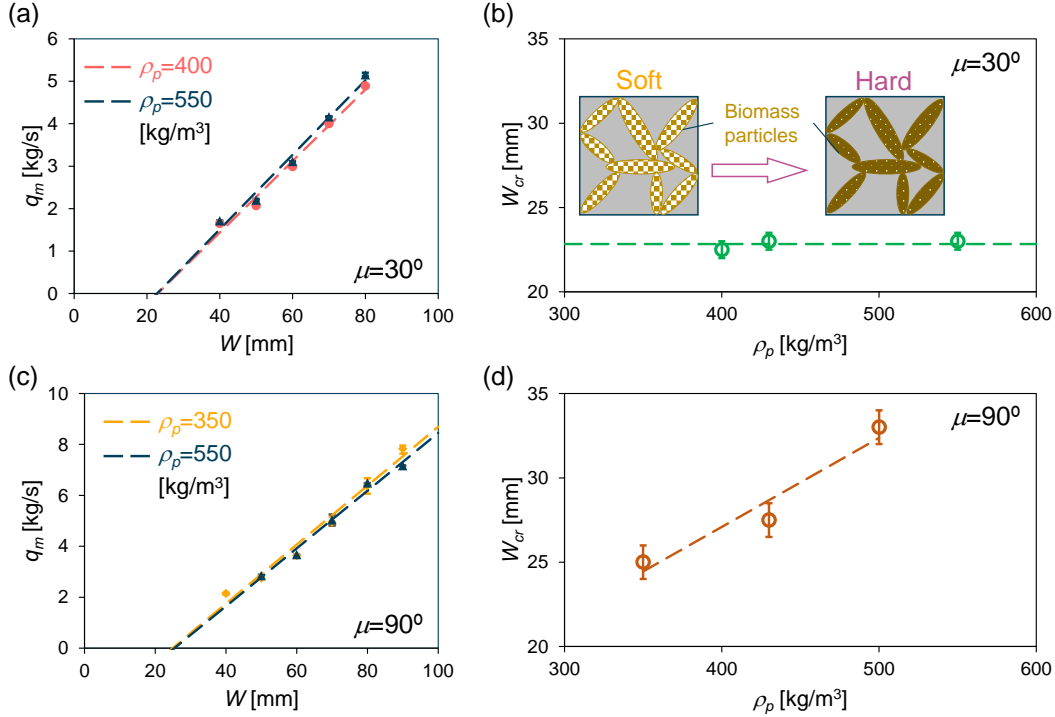 (a)
6
5
4
3
2
1
0
0 20 40 60 80 100
q_m [kg/s]
W [mm]
ρ_p=400
ρ_p=550
[kg/m³]
μ=30⁰
(b)
35
30
25
20
300 400 500 600
W_cr [mm]
ρ_p [kg/m³]
μ=30⁰
Soft
Hard
Biomass
particles
(c)
10
8
6
4
2
0
0 20 40 60 80 100
q_m [kg/s]
W [mm]
ρ_p=350
ρ_p=550
[kg/m³]
μ=90⁰
(d)
35
30
25
20
300 400 500 600
W_cr [mm]
ρ_p [kg/m³]
μ=90⁰